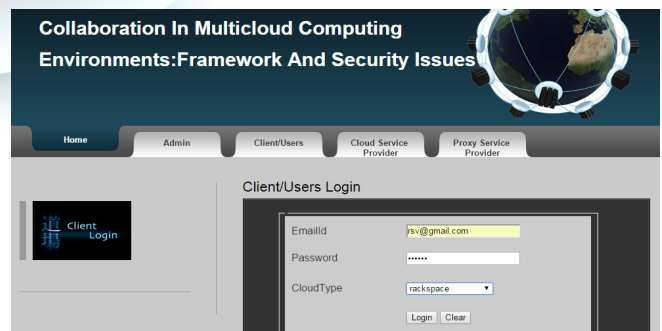 Collaboration In Multicloud Computing
Environments:Framework And Security Issues
Home
Admin
Client/Users
Cloud Service
Provider
Proxy Service
Provider
Client/Users Login
Client
Login
EmailId
rsv@gmail.com
Password
••••••
CloudType
rackspace
Login
Clear